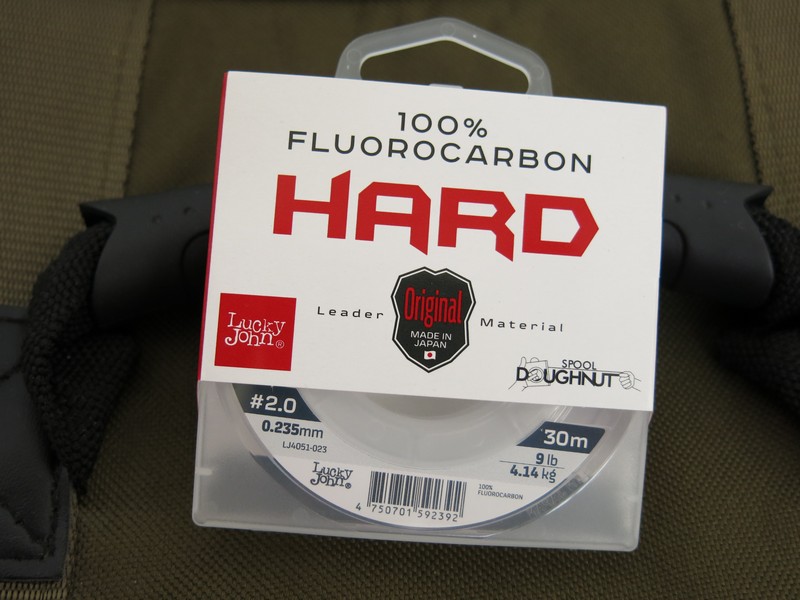 100%
FLUOROCARBON
HARD
Lucky
John®
Leader
Original
MADE IN
JAPAN
Material
SPOOL
DOUGHNUT
#2.0
0.235mm
LJ4051-023
30m
9 lb
4.14 kg
Lucky
John®
4 750701 592392
100%
FLUOROCARBON